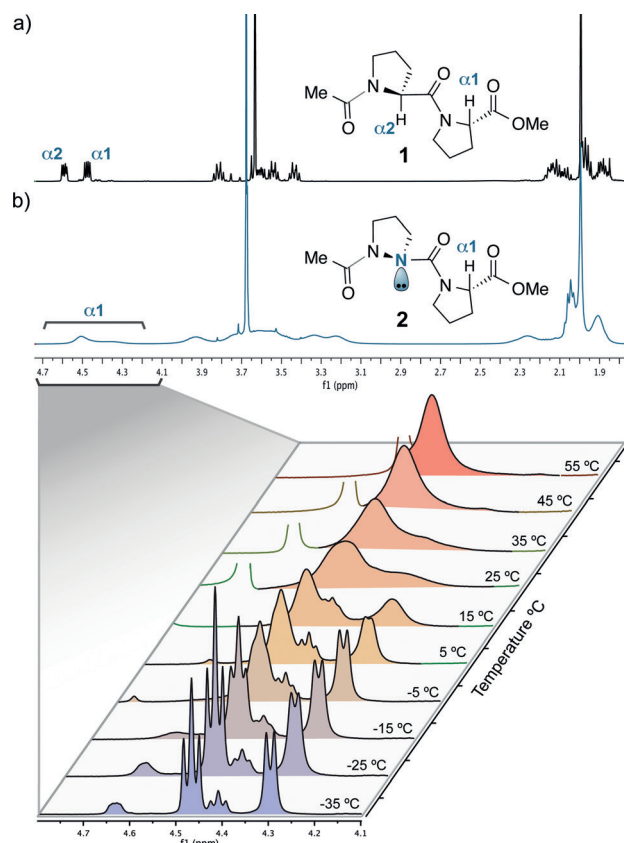 a)
α2 α1
Me
N
O
H
α2
O
α1
H
N
O
OMe
1
b)
α1
Me
N
O
N
O
α1
H
N
O
OMe
2
4.7 4.5 4.3 4.1 3.9 3.7 3.5 3.3 3.1 2.9 2.7 2.5 2.3 2.1 1.9
f1 (ppm)
55 ºC
45 ºC
35 ºC
25 ºC
15 ºC
5 ºC
-5 ºC
-15 ºC
-25 ºC
-35 ºC
Temperature ºC
4.7 4.6 4.5 4.4 4.3 4.2 4.1
f1 (ppm)